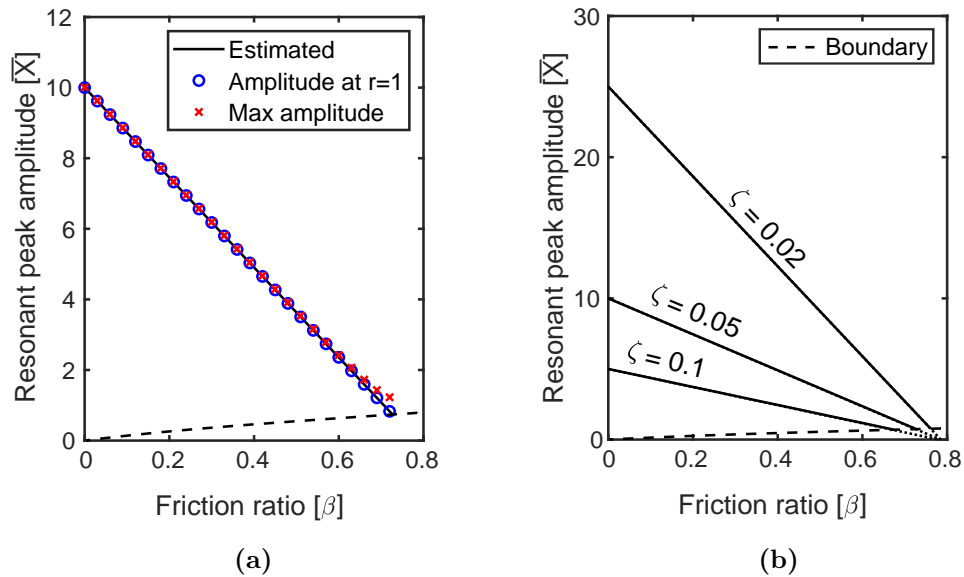 12
10
8
6
4
2
0
0 0.2 0.4 0.6 0.8
Resonant peak amplitude [X̅]
Friction ratio [β]
Estimated
Amplitude at r=1
Max amplitude
(a)
30
20
10
0
0 0.2 0.4 0.6 0.8
Resonant peak amplitude [X̅]
Friction ratio [β]
Boundary
ζ = 0.02
ζ = 0.05
ζ = 0.1
(b)